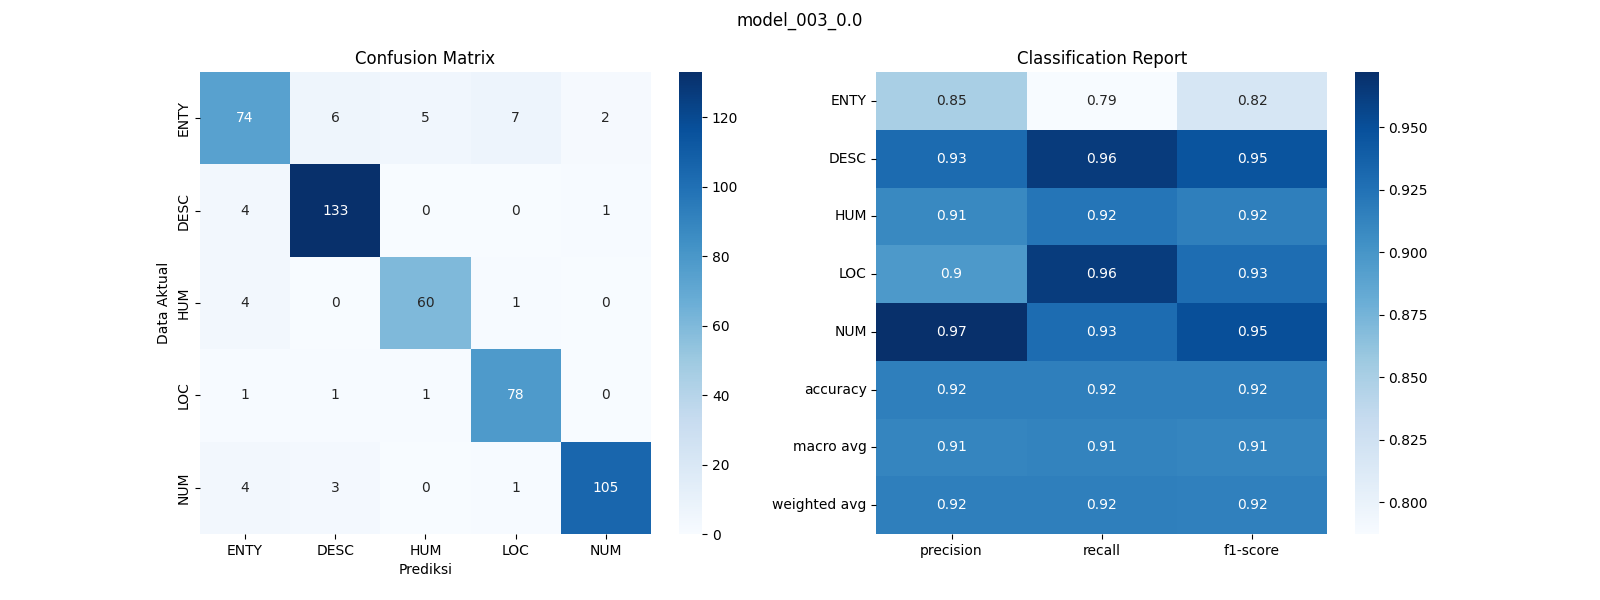 model_003_0.0
Confusion Matrix
Data Aktual
ENTY 74 6 5 7 2
DESC 4 133 0 0 1
HUM 4 0 60 1 0
LOC 1 1 1 78 0
NUM 4 3 0 1 105
ENTY DESC HUM LOC NUM
Prediksi
120
100
80
60
40
20
0
Classification Report
ENTY 0.85 0.79 0.82
DESC 0.93 0.96 0.95
HUM 0.91 0.92 0.92
LOC 0.9 0.96 0.93
NUM 0.97 0.93 0.95
accuracy 0.92 0.92 0.92
macro avg 0.91 0.91 0.91
weighted avg 0.92 0.92 0.92
precision recall f1-score
0.950
0.925
0.900
0.875
0.850
0.825
0.800